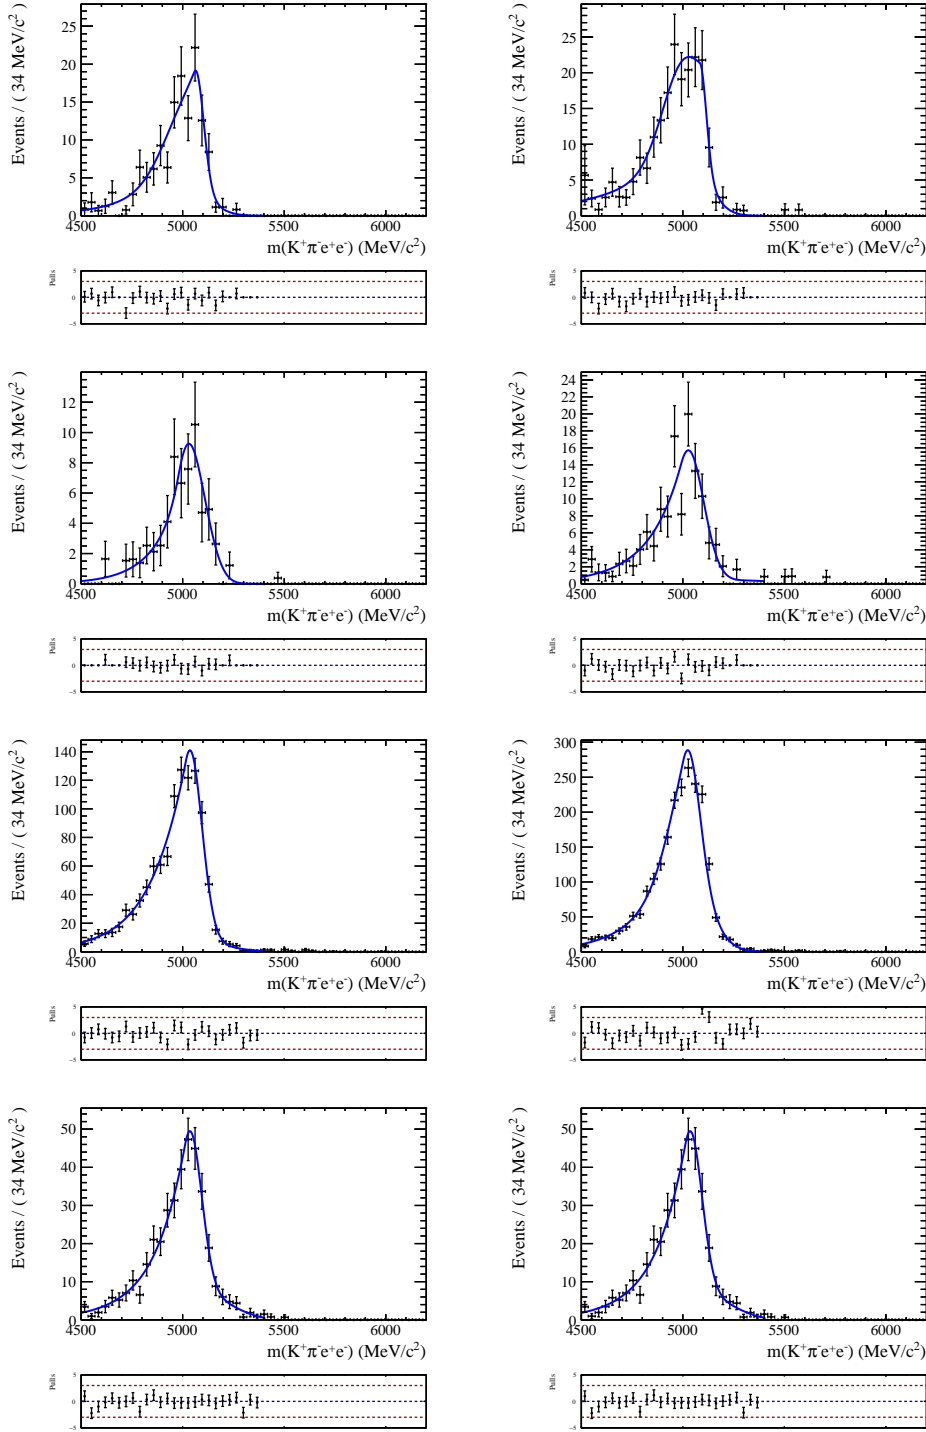 Events / ( 34 MeV/c² )
25
20
15
10
5
0
4500 5000 5500 6000
m(K⁺π⁻e⁺e⁻) (MeV/c²)
Pulls
5
0
−5
Events / ( 34 MeV/c² )
25
20
15
10
5
0
4500 5000 5500 6000
m(K⁺π⁻e⁺e⁻) (MeV/c²)
Pulls
5
0
−5
Events / ( 34 MeV/c² )
12
10
8
6
4
2
0
4500 5000 5500 6000
m(K⁺π⁻e⁺e⁻) (MeV/c²)
Pulls
5
0
−5
Events / ( 34 MeV/c² )
24
22
20
18
16
14
12
10
8
6
4
2
0
4500 5000 5500 6000
m(K⁺π⁻e⁺e⁻) (MeV/c²)
Pulls
5
0
−5
Events / ( 34 MeV/c² )
140
120
100
80
60
40
20
0
4500 5000 5500 6000
m(K⁺π⁻e⁺e⁻) (MeV/c²)
Pulls
5
0
−5
Events / ( 34 MeV/c² )
300
250
200
150
100
50
0
4500 5000 5500 6000
m(K⁺π⁻e⁺e⁻) (MeV/c²)
Pulls
5
0
−5
Events / ( 34 MeV/c² )
50
40
30
20
10
0
4500 5000 5500 6000
m(K⁺π⁻e⁺e⁻) (MeV/c²)
Pulls
5
0
−5
Events / ( 34 MeV/c² )
50
40
30
20
10
0
4500 5000 5500 6000
m(K⁺π⁻e⁺e⁻) (MeV/c²)
Pulls
5
0
−5